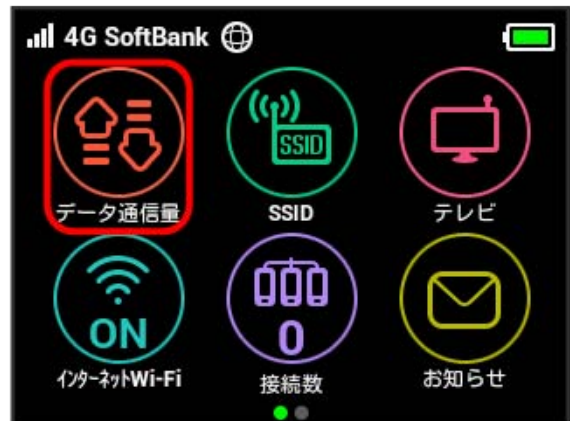 4G SoftBank
SSID
データ通信量
SSID
テレビ
ON
0
インターネットWi-Fi
接続数
お知らせ